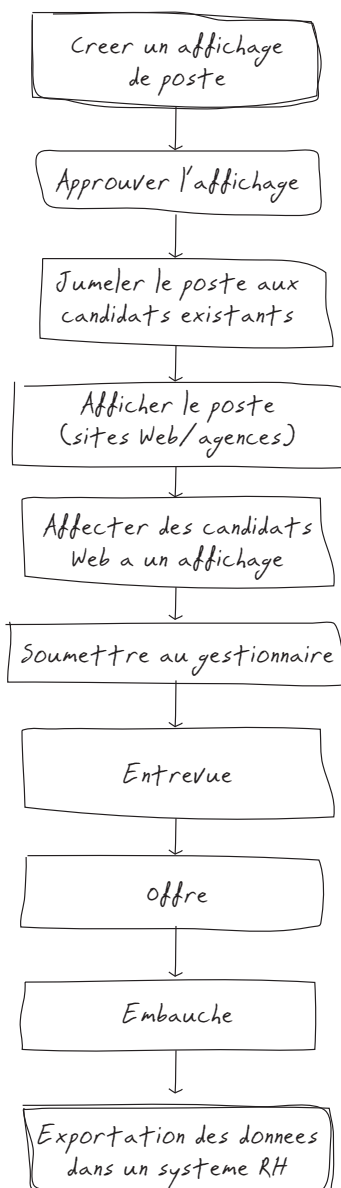 Creer un affichage
de poste
Approuver l'affichage
Jumeler le poste aux
candidats existants
Afficher le poste
(sites Web/agences)
Affecter des candidats
Web a un affichage
Soumettre au gestionnaire
Entrevue
Offre
Embauche
Exportation des donnees
dans un systeme RH